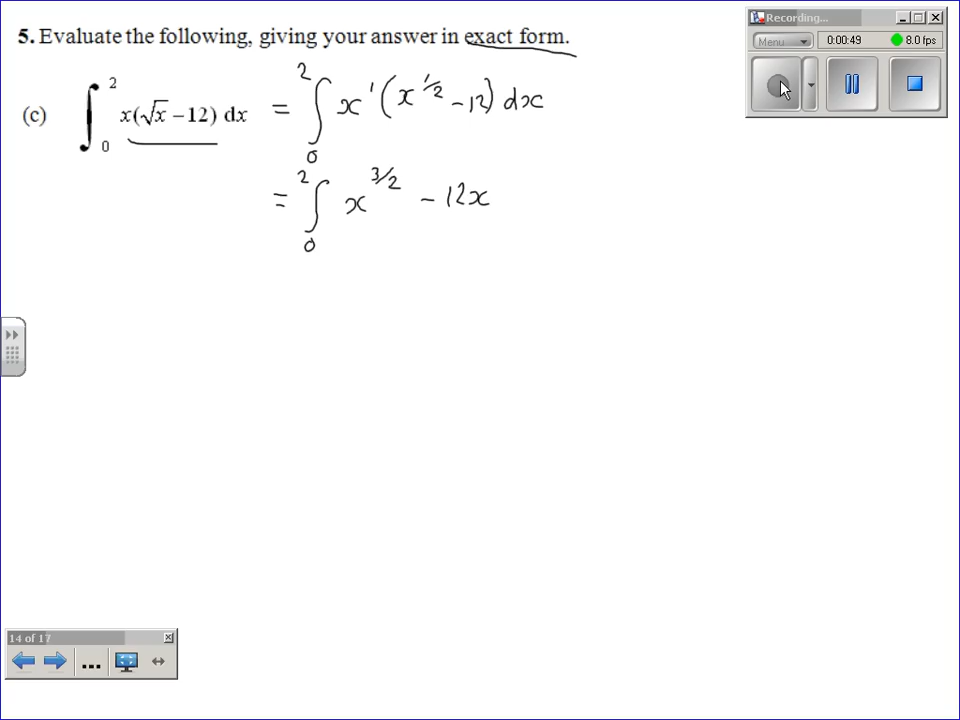 5. Evaluate the following, giving your answer in exact form.
(c) ∫₀² x(√x − 12) dx = ∫₀² x¹(x^1/2 − 12) dx
= ∫₀² x^3/2 − 12x
Recording...
Menu
0:00:49
8.0 fps
14 of 17
...